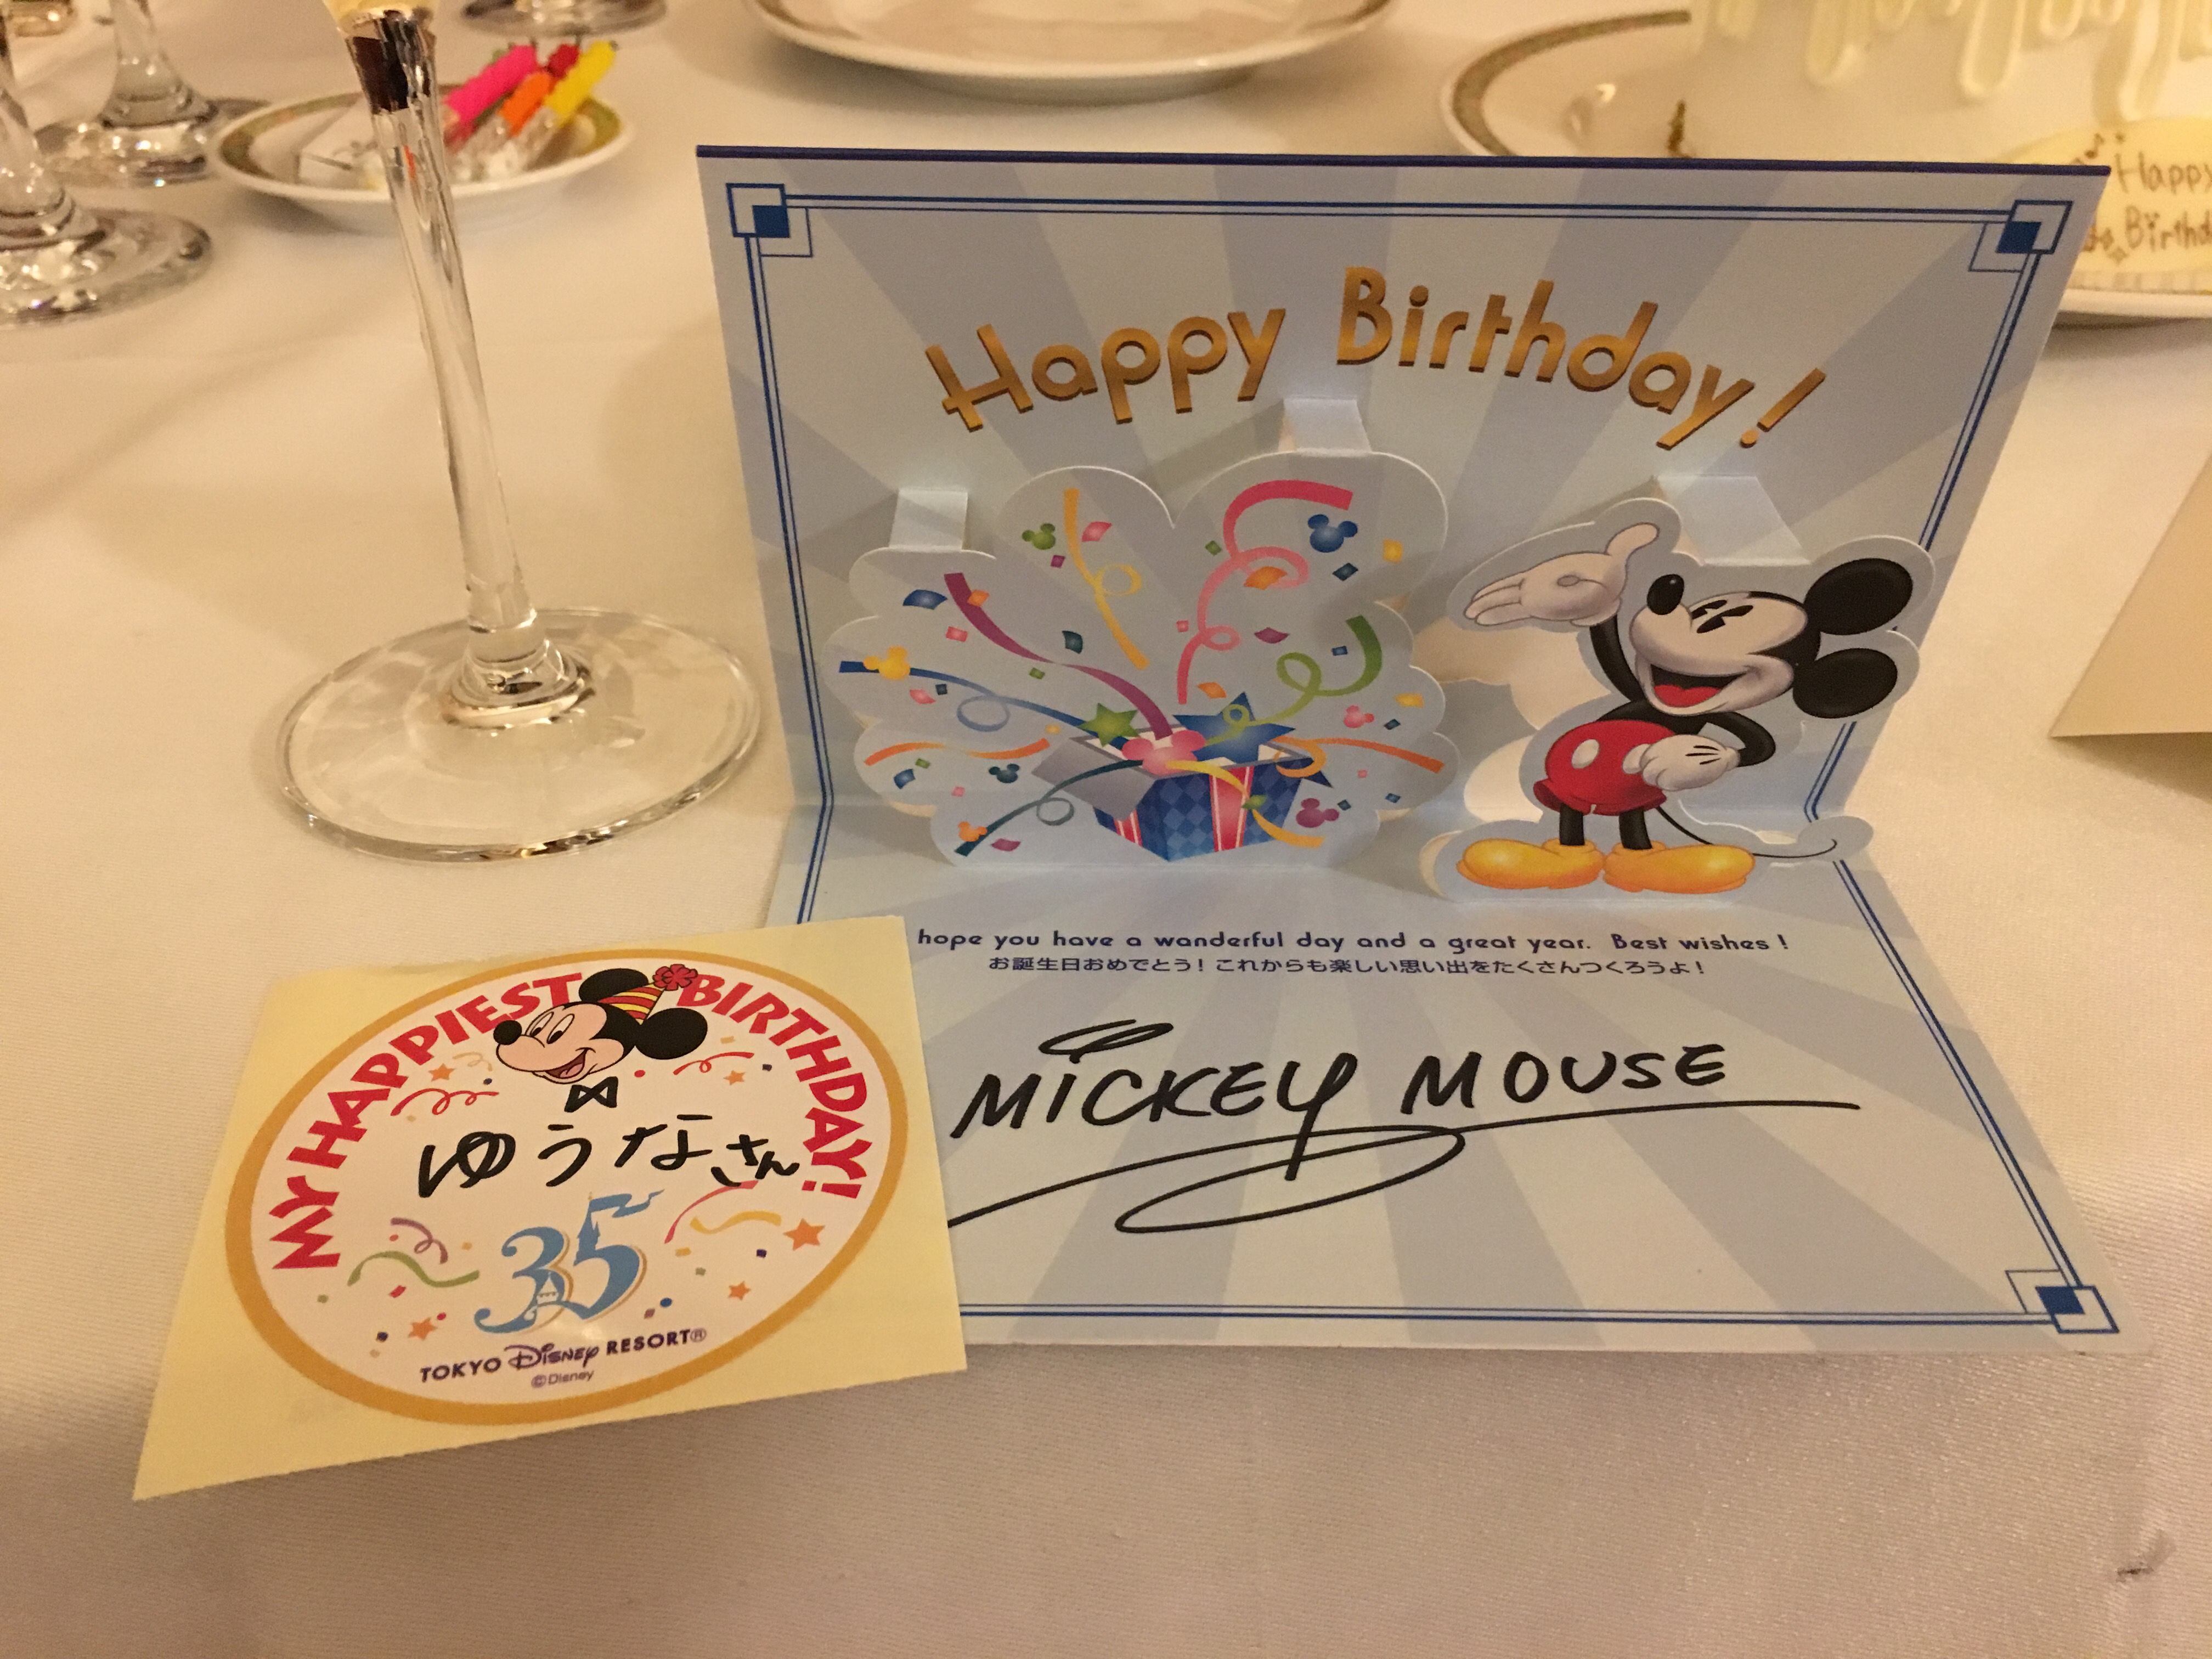 Happy
Birthday!
hope you have a wanderful day and a great year. Best wishes!
お誕生日おめでとう！これからも楽しい思い出をたくさんつくろうよ！
MiCKEY MOUSE
MY HAPPIEST BIRTHDAY!
ゆうなさん
35
TOKYO Disney RESORT®
©Disney
Happy